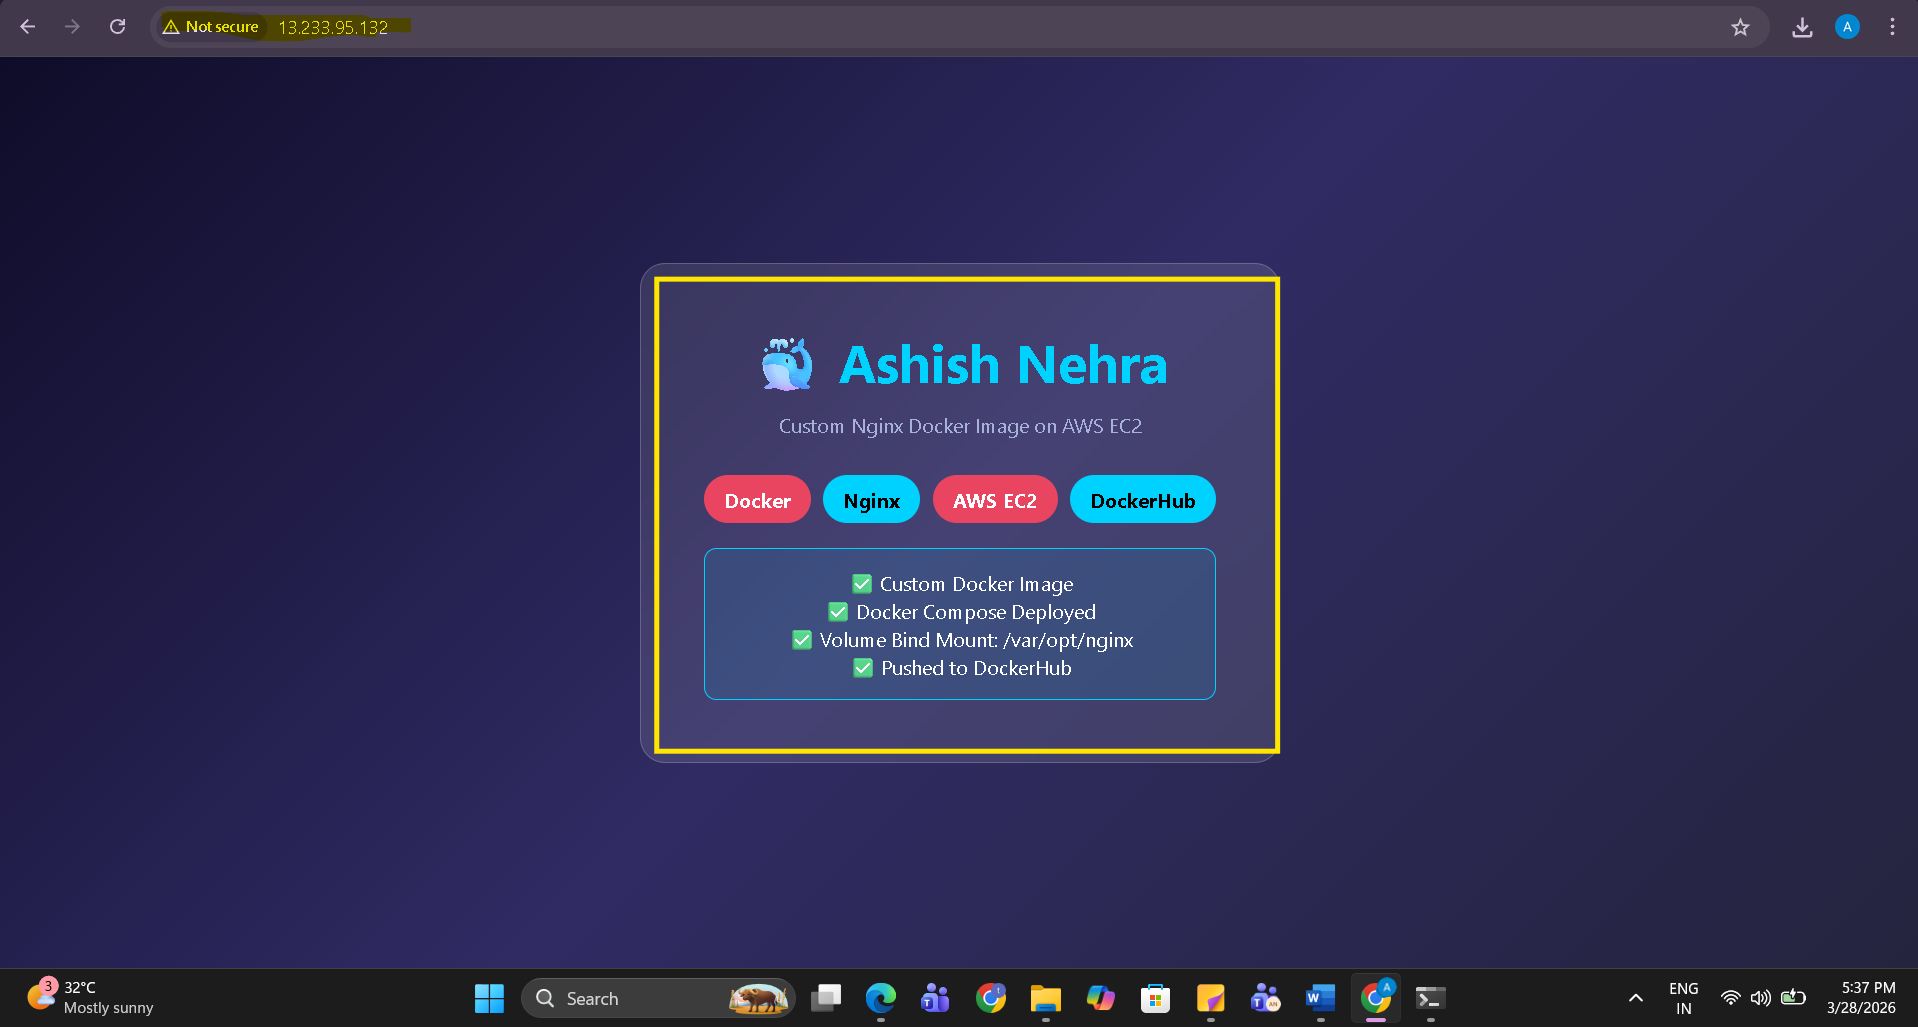 Not secure 13.233.95.132
A
Ashish Nehra
Custom Nginx Docker Image on AWS EC2
Docker Nginx AWS EC2 DockerHub
✅ Custom Docker Image
✅ Docker Compose Deployed
✅ Volume Bind Mount: /var/opt/nginx
✅ Pushed to DockerHub
3
32°C
Mostly sunny
Search
ENG
IN
5:37 PM
3/28/2026